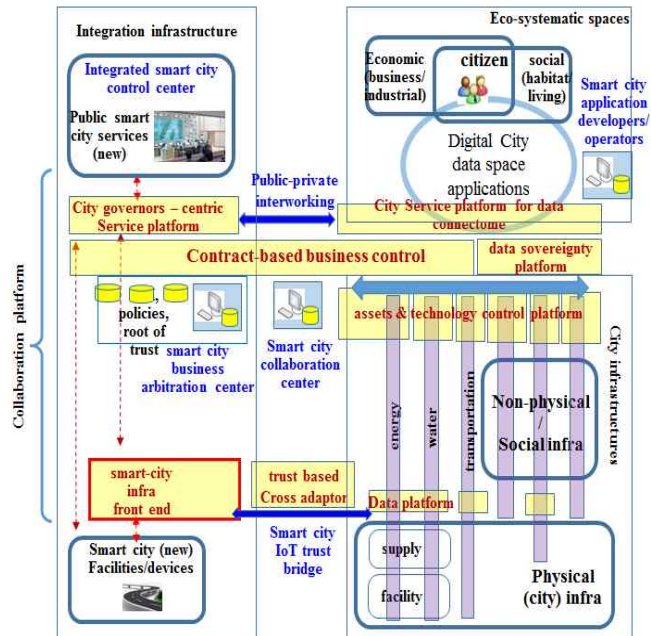 Integration infrastructure
Eco-systematic spaces
Integrated smart city
control center
Public smart
city services
(new)
Economic
(business/
industrial)
citizen
social
(habitat/
living)
Smart city
application
developers/
operators
Digital City
data space
applications
Public-private
interworking
City governors – centric
Service platform
City Service platform for data
connectome
Contract-based business control
data sovereignty
platform
Collaboration platform
policies,
root of
trust
smart city
business
arbitration center
Smart city
collaboration
center
assets & technology control platform
City infrastructures
energy
water
transportation
Non-physical
/
Social infra
smart-city
infra
front end
trust based
Cross adaptor
Data platform
Smart city
IoT trust
bridge
Smart city (new)
Facilities/devices
supply
facility
Physical
(city) infra